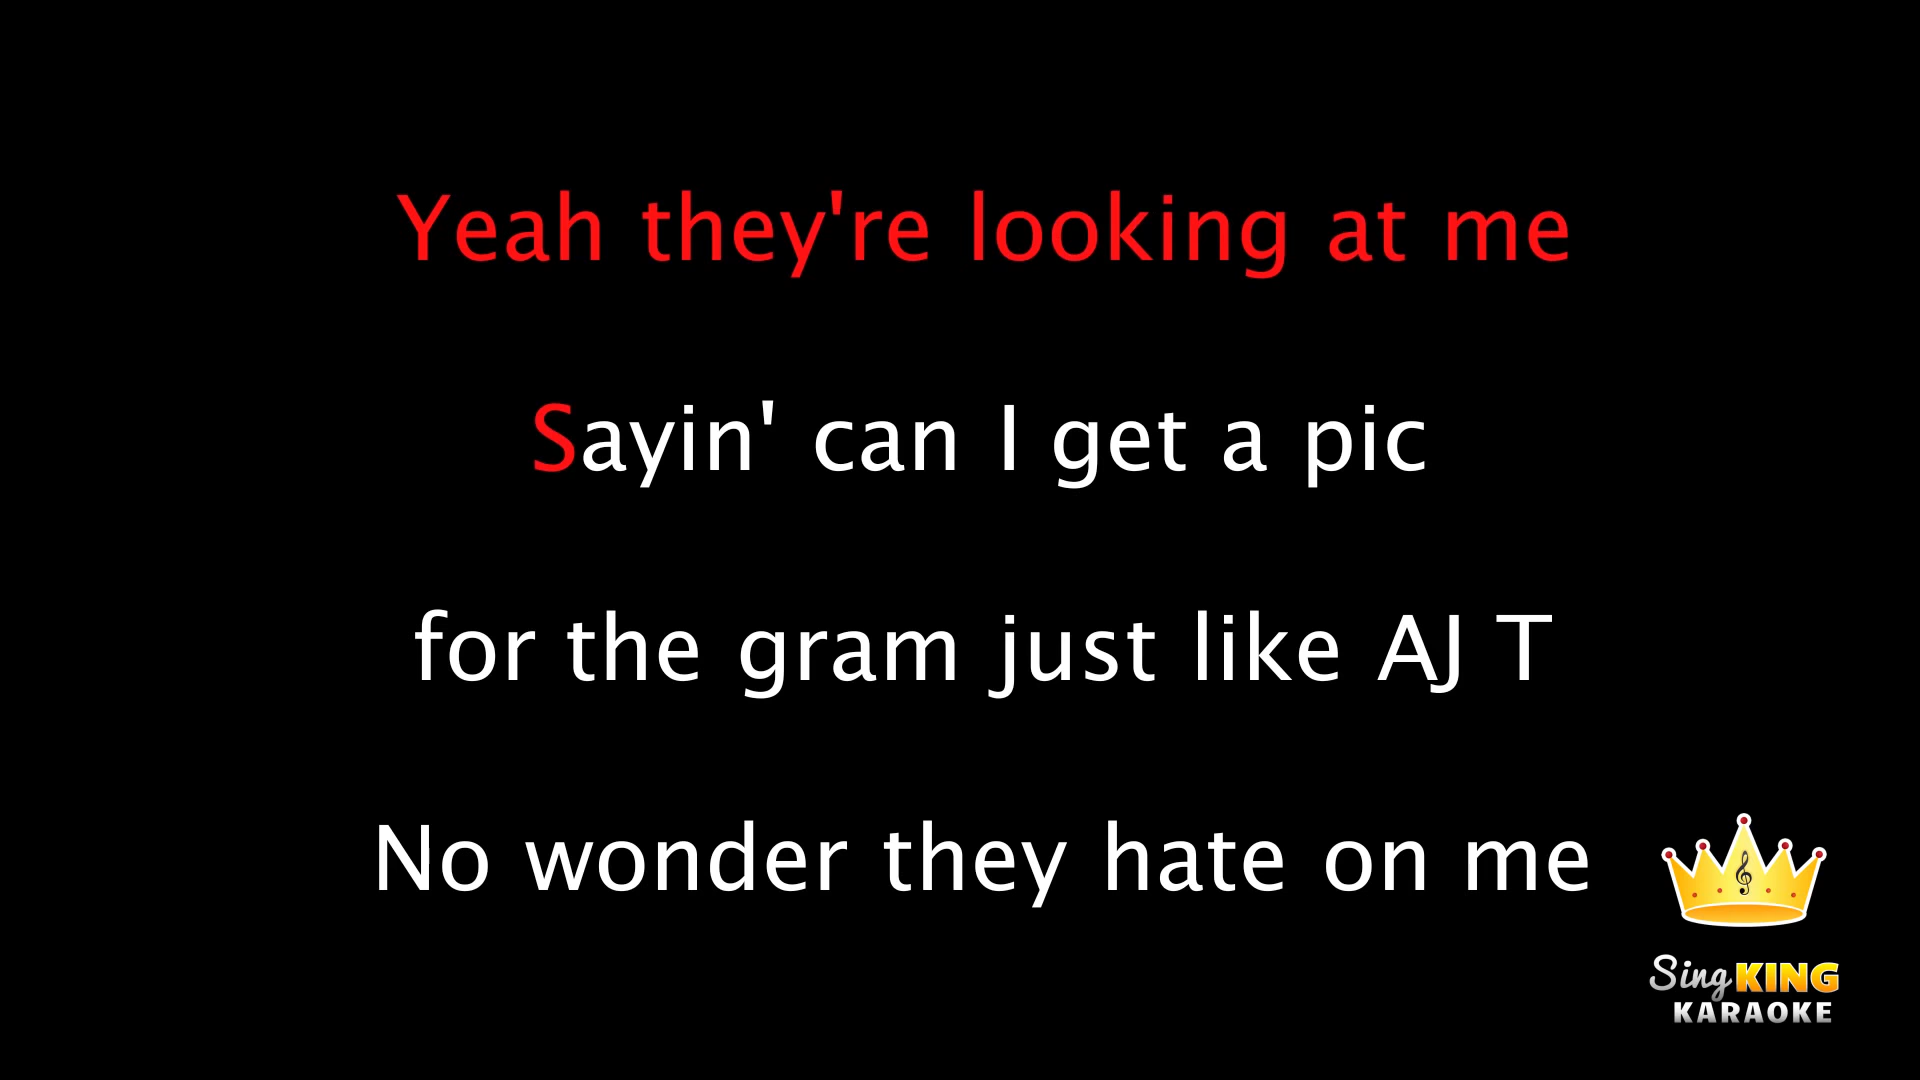 Yeah they're looking at me
Sayin' can I get a pic
for the gram just like AJ T
No wonder they hate on me
Sing KING
KARAOKE